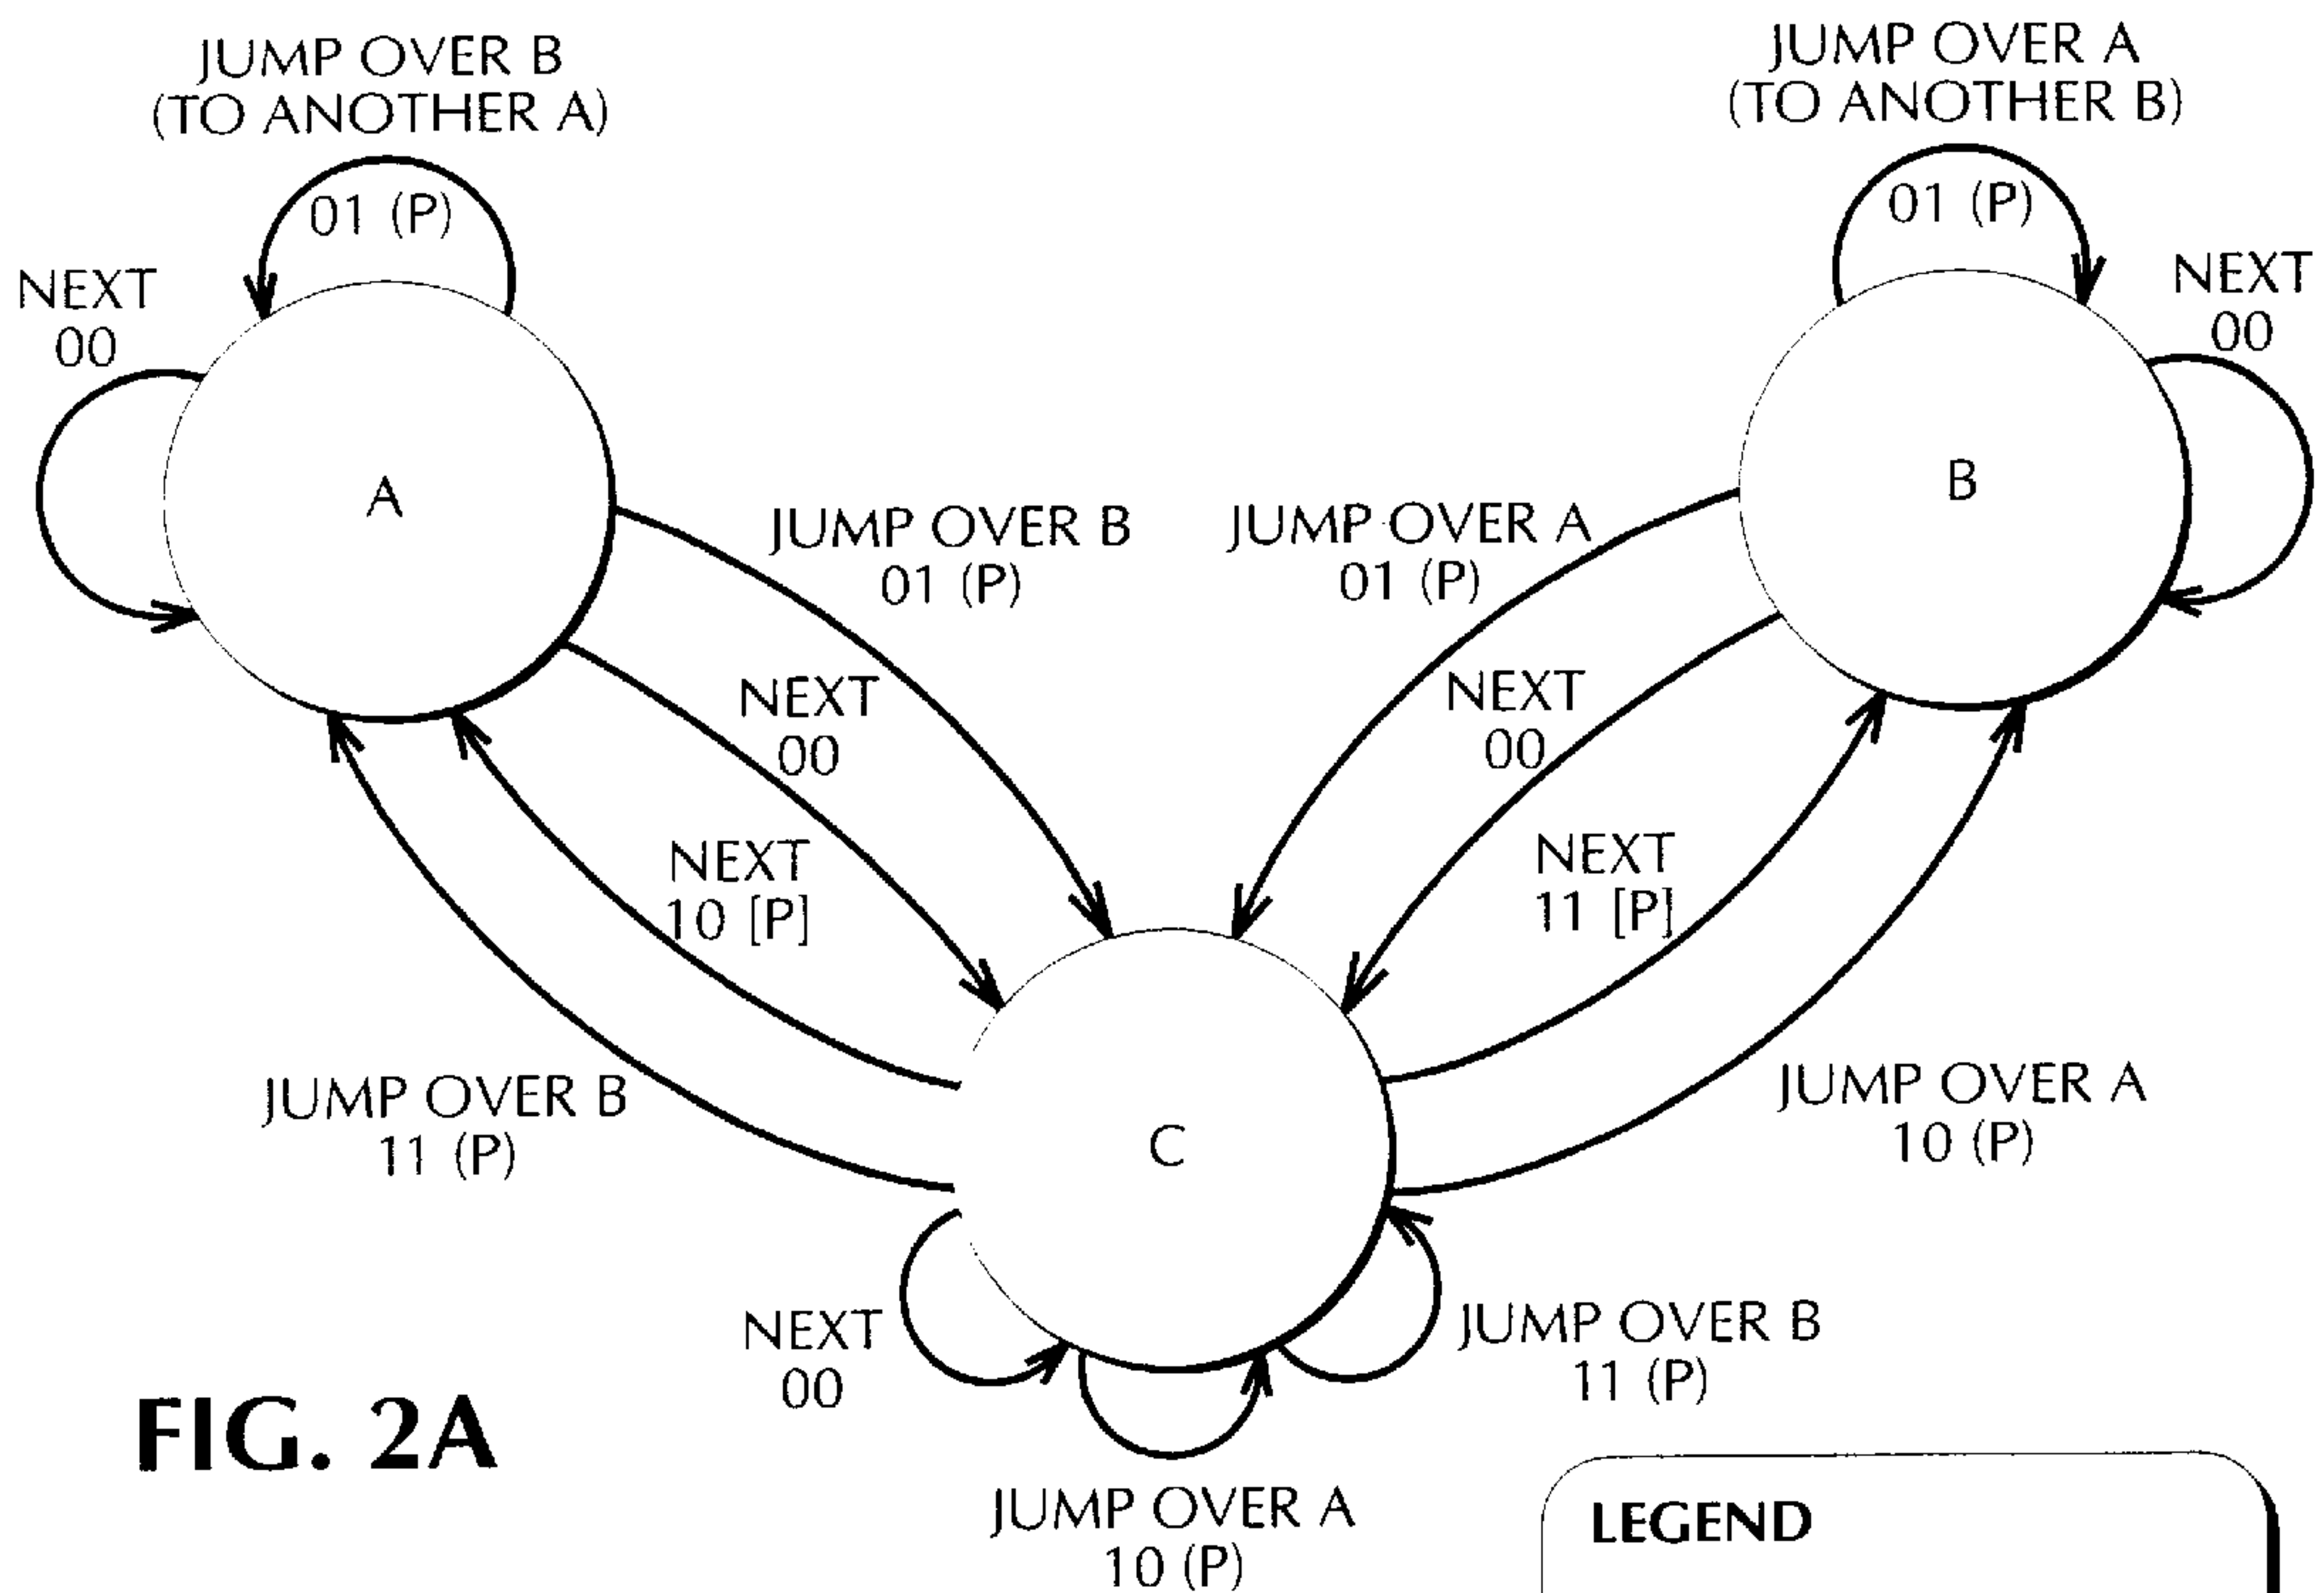 JUMP OVER B
(TO ANOTHER A)
01 (P)
NEXT
00
A
JUMP OVER A
(TO ANOTHER B)
01 (P)
NEXT
00
B
JUMP OVER B
01 (P)
JUMP OVER A
01 (P)
NEXT
00
NEXT
00
NEXT
10 [P]
NEXT
11 [P]
JUMP OVER B
11 (P)
C
JUMP OVER A
10 (P)
NEXT
00
JUMP OVER B
11 (P)
JUMP OVER A
10 (P)
FIG. 2A
LEGEND